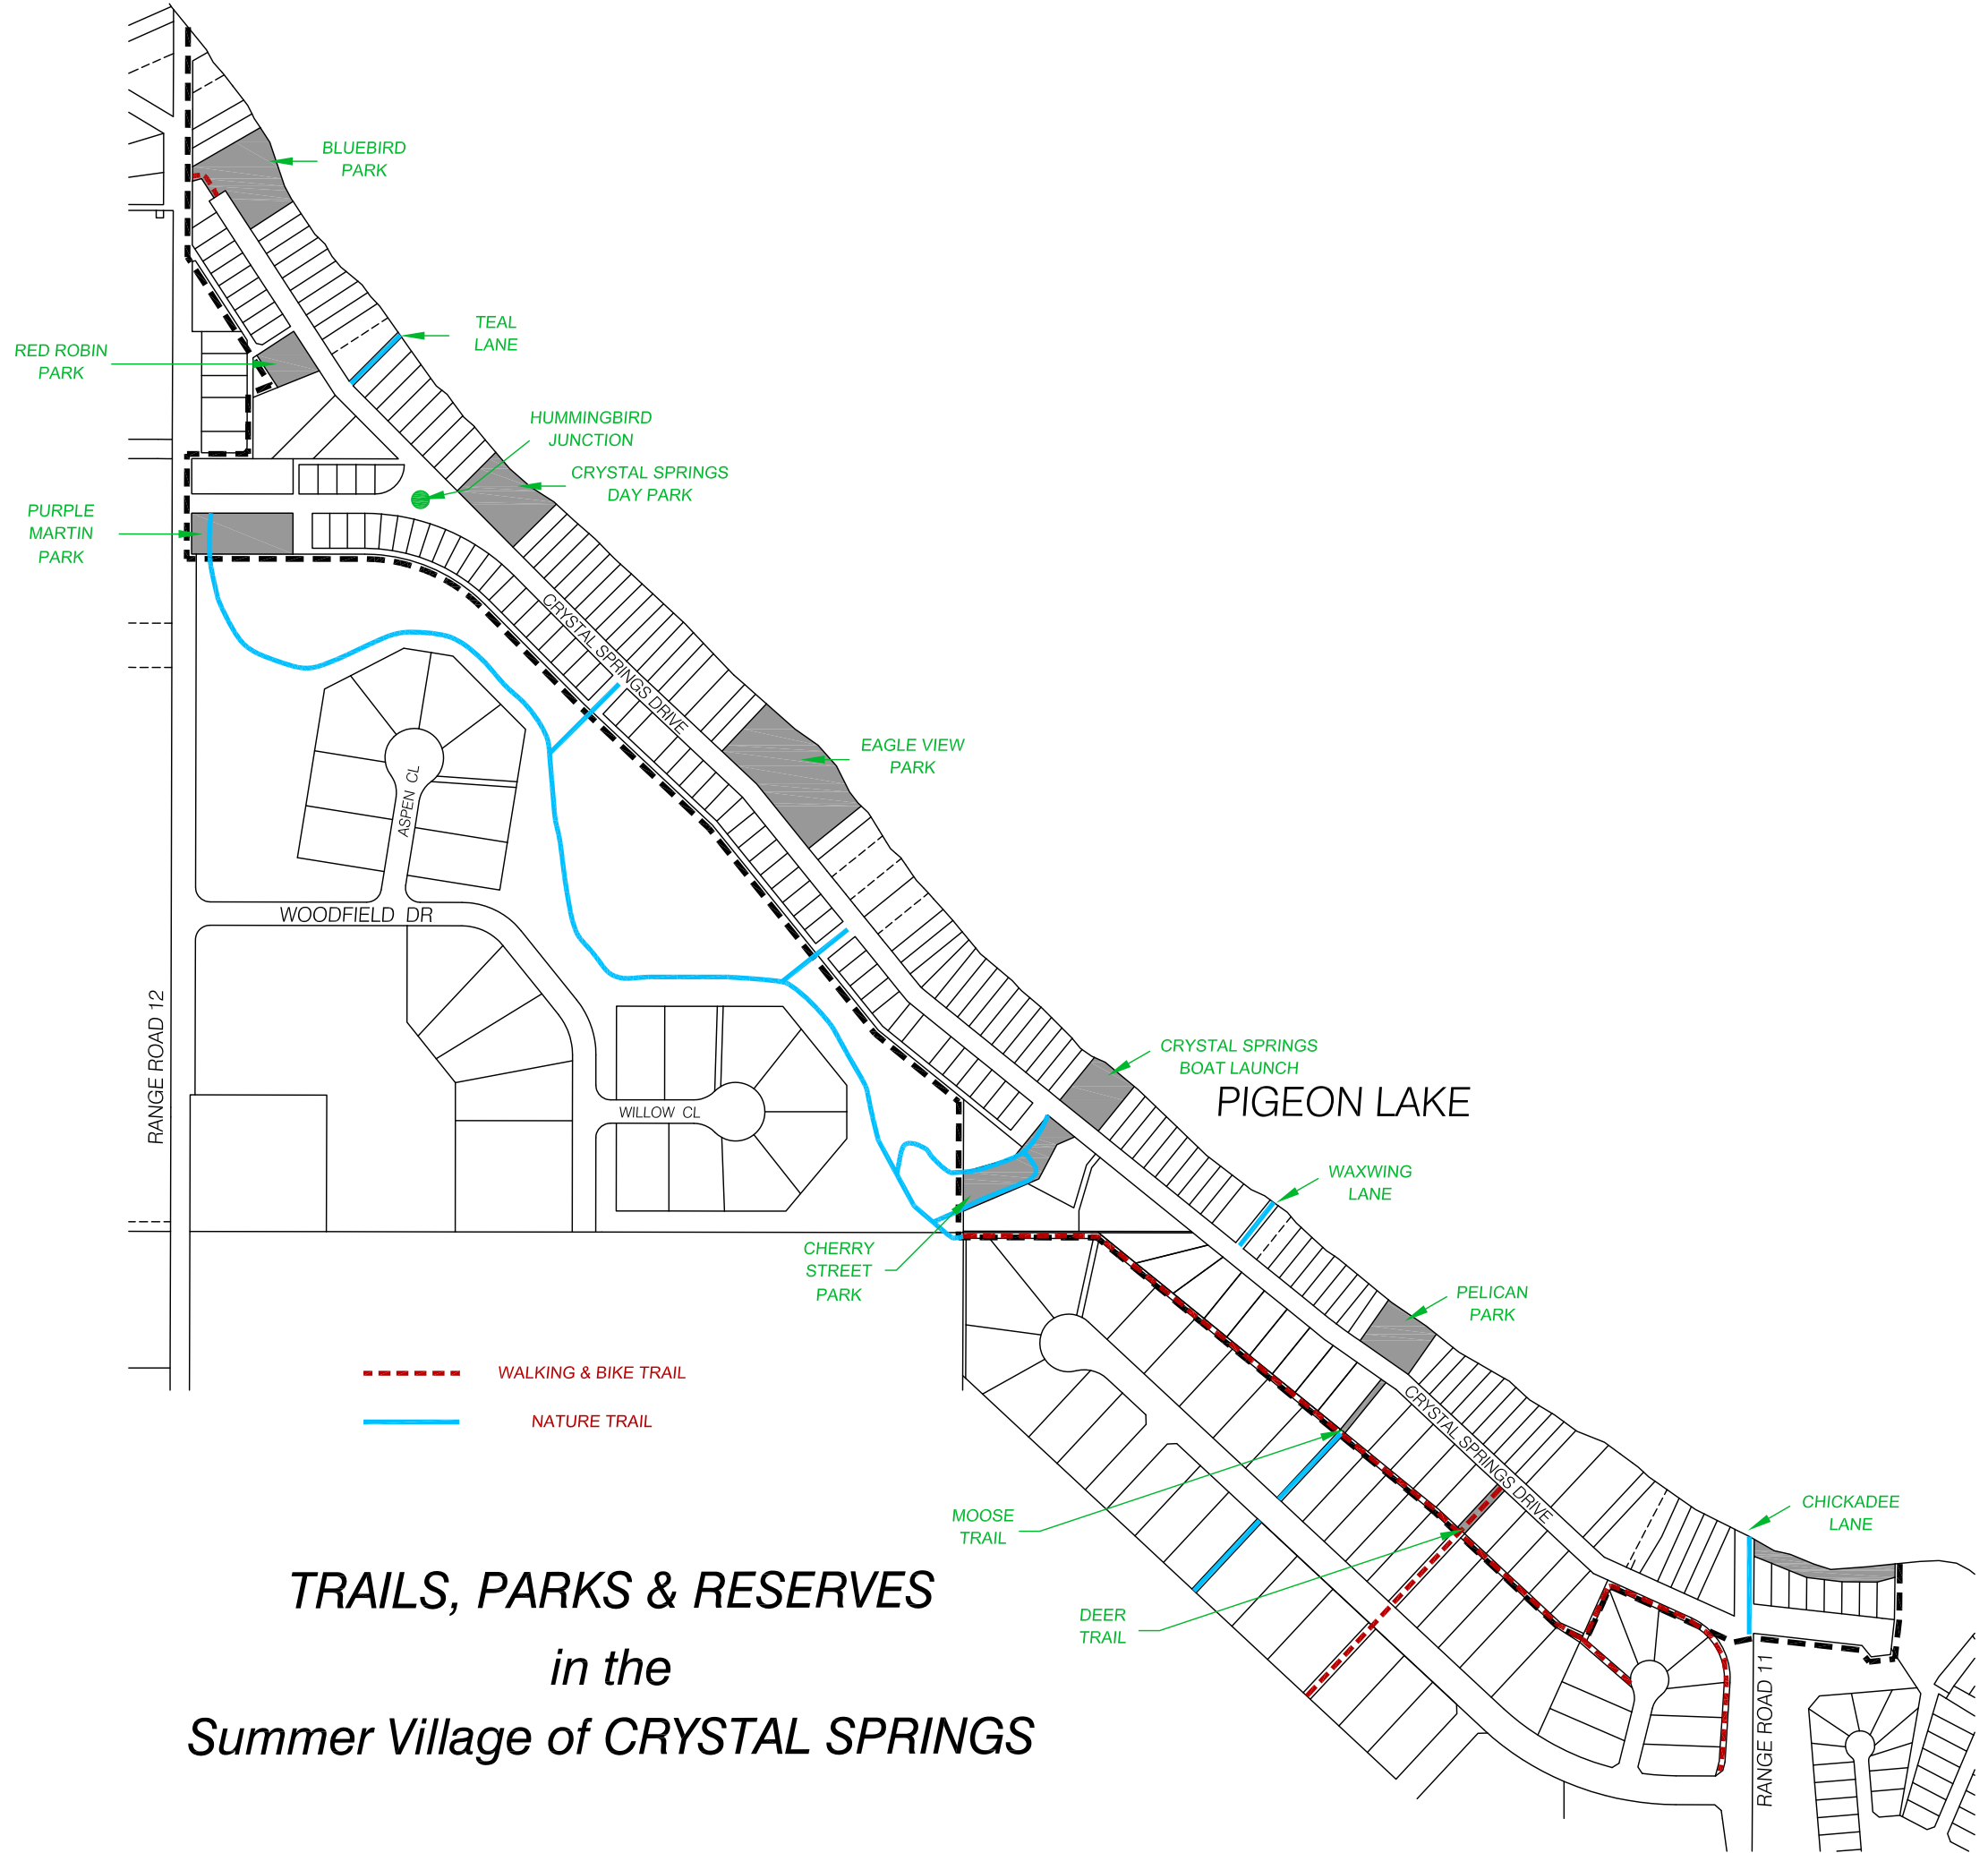 BLUEBIRD
PARK
TEAL
LANE
RED ROBIN
PARK
HUMMINGBIRD
JUNCTION
CRYSTAL SPRINGS
DAY PARK
PURPLE
MARTIN
PARK
CRYSTAL SPRINGS DRIVE
EAGLE VIEW
PARK
ASPEN CL
WOODFIELD DR
RANGE ROAD 12
CRYSTAL SPRINGS
BOAT LAUNCH
PIGEON LAKE
WILLOW CL
WAXWING
LANE
CHERRY
STREET
PARK
PELICAN
PARK
WALKING & BIKE TRAIL
NATURE TRAIL
CRYSTAL SPRINGS DRIVE
MOOSE
TRAIL
CHICKADEE
LANE
DEER
TRAIL
RANGE ROAD 11
TRAILS, PARKS & RESERVES
in the
Summer Village of CRYSTAL SPRINGS